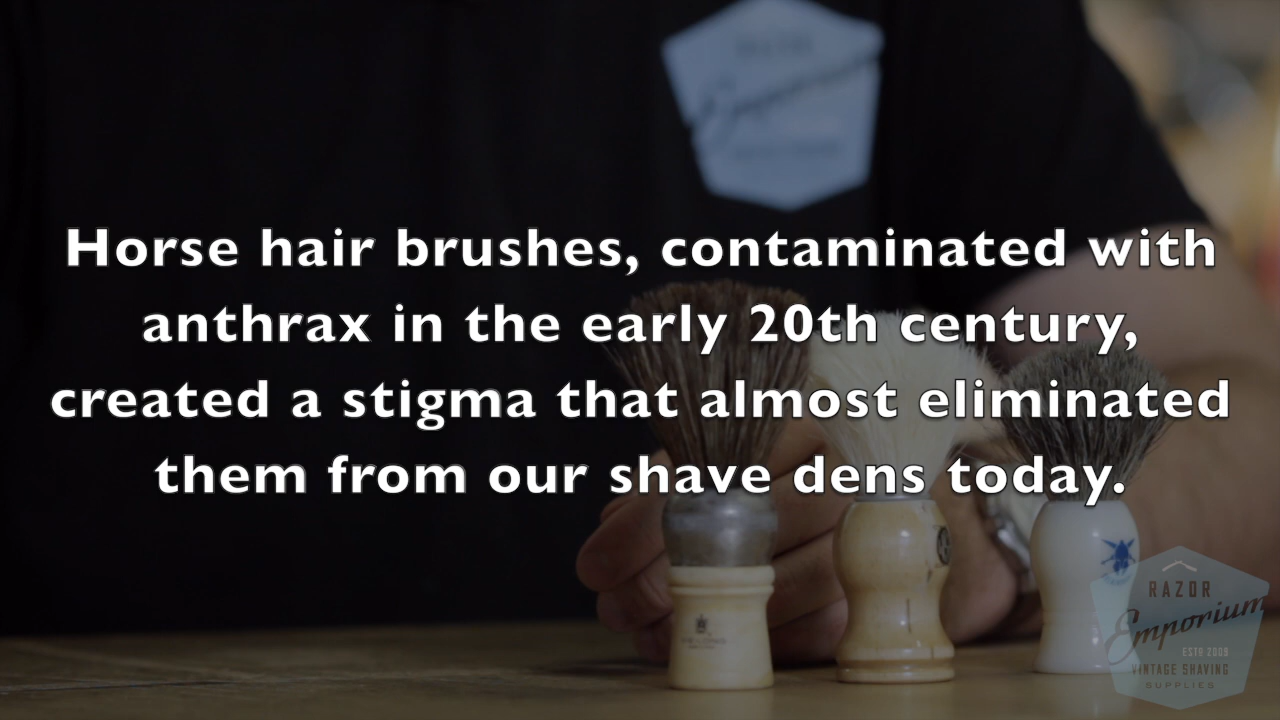 Horse hair brushes, contaminated with
anthrax in the early 20th century,
created a stigma that almost eliminated
them from our shave dens today.
RAZOR
Emporium
ESTD 2009
VINTAGE SHAVING
SUPPLIES